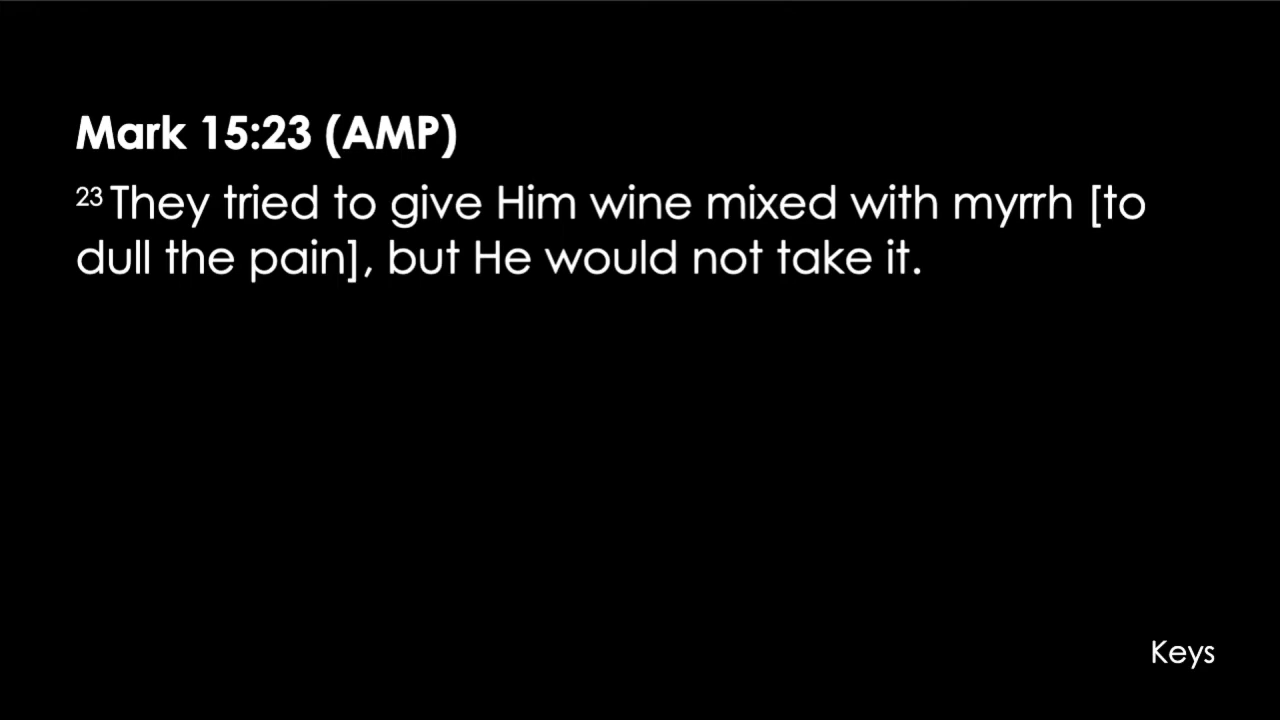 Mark 15:23 (AMP)
23 They tried to give Him wine mixed with myrrh [to
dull the pain], but He would not take it.
Keys